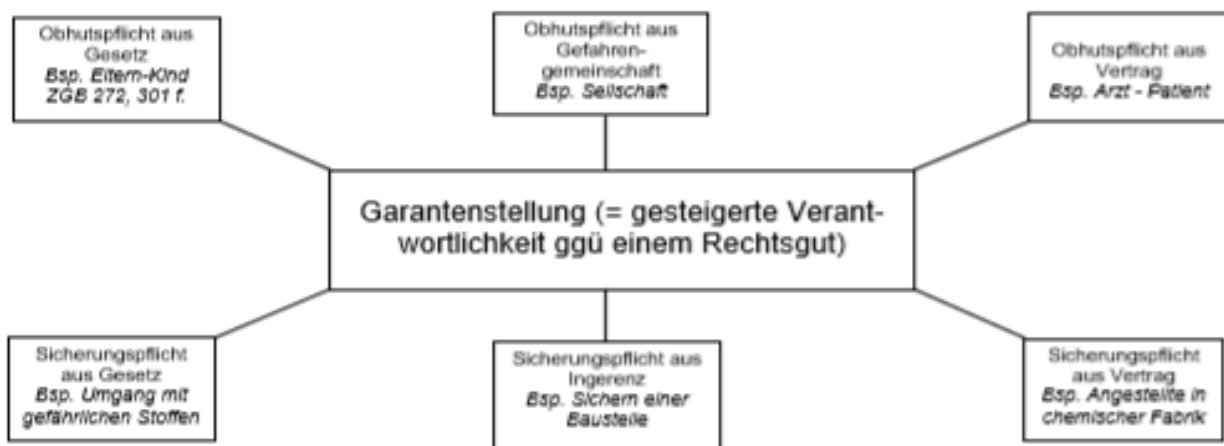 Obhutspflicht aus
Gesetz
Bsp. Eltern-Kind
ZGB 272, 301 f.
Obhutspflicht aus
Gefahren-
gemeinschaft
Bsp. Seilschaft
Obhutspflicht aus
Vertrag
Bsp. Arzt - Patient
Garantenstellung (= gesteigerte Verant-
wortlichkeit ggü einem Rechtsgut)
Sicherungspflicht
aus Gesetz
Bsp. Umgang mit
gefährlichen Stoffen
Sicherungspflicht aus
Ingerenz
Bsp. Sichern einer
Baustelle
Sicherungspflicht
aus Vertrag
Bsp. Angestellte in
chemischer Fabrik